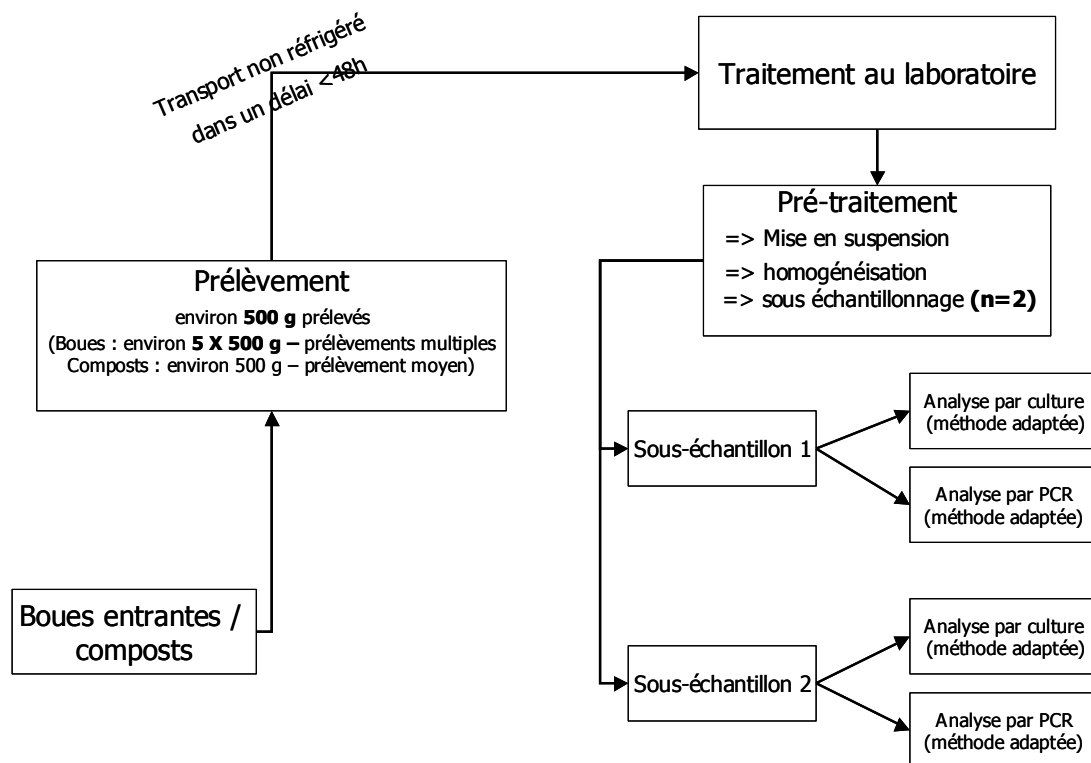 Transport non réfrigéré
dans un délai <48h
Traitement au laboratoire
Pré-traitement
=> Mise en suspension
=> homogénéisation
=> sous échantillonnage (n=2)
Prélèvement
environ 500 g prélevés
(Boues : environ 5 X 500 g – prélèvements multiples
Composts : environ 500 g – prélèvement moyen)
Boues entrantes /
composts
Sous-échantillon 1
Analyse par culture
(méthode adaptée)
Analyse par PCR
(méthode adaptée)
Sous-échantillon 2
Analyse par culture
(méthode adaptée)
Analyse par PCR
(méthode adaptée)